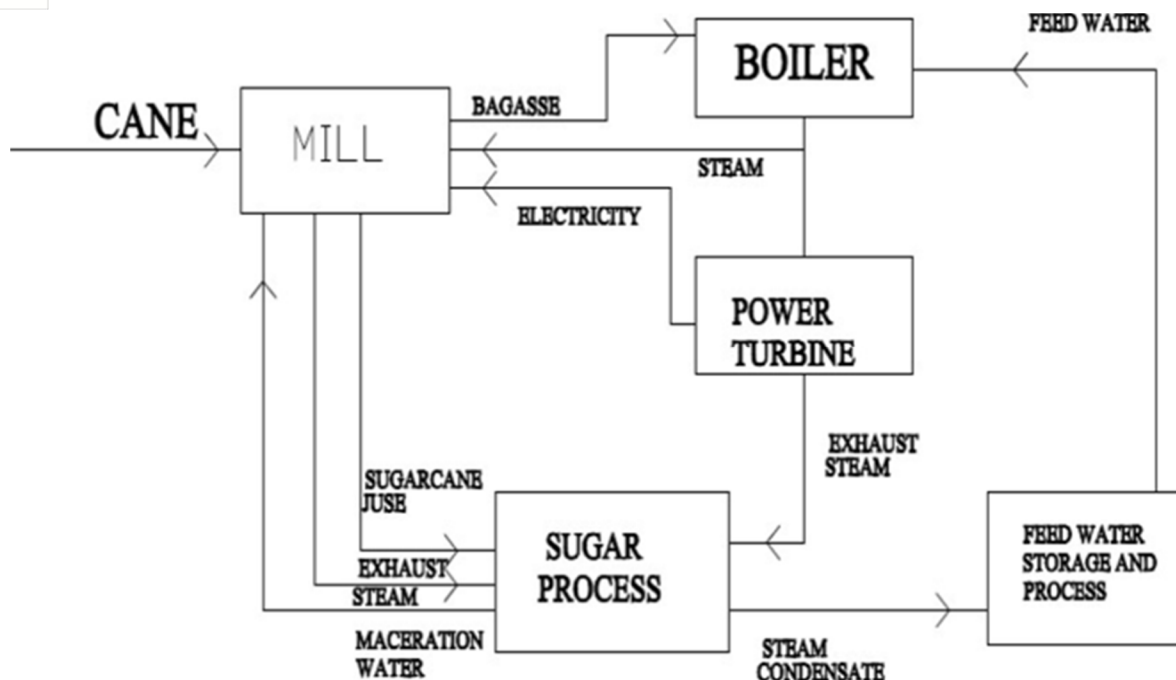 FEED WATER
BOILER
CANE
BAGASSE
MILL
STEAM
ELECTRICITY
POWER
TURBINE
EXHAUST
STEAM
SUGARCANE
JUSE
SUGAR
PROCESS
EXHAUST
STEAM
FEED WATER
STORAGE AND
PROCESS
MACERATION
WATER
STEAM
CONDENSATE